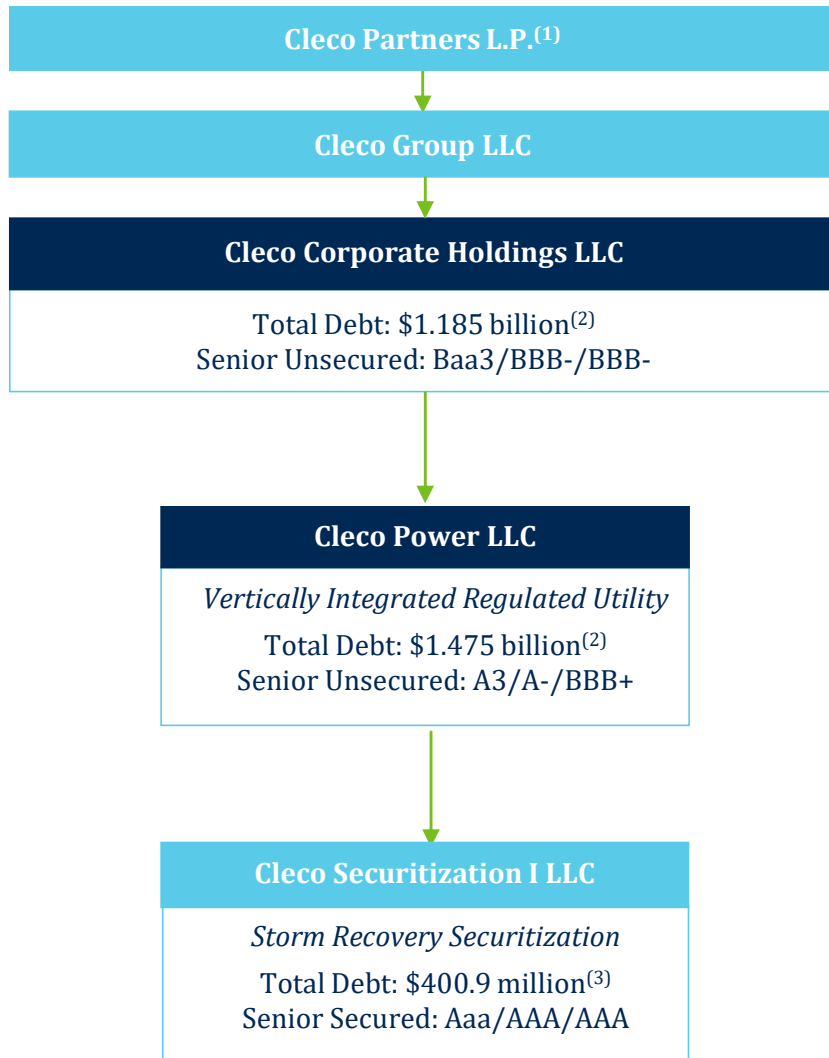 Cleco Partners L.P.(1)
Cleco Group LLC
Cleco Corporate Holdings LLC
Total Debt: $1.185 billion(2)
Senior Unsecured: Baa3/BBB-/BBB-
Cleco Power LLC
Vertically Integrated Regulated Utility
Total Debt: $1.475 billion(2)
Senior Unsecured: A3/A-/BBB+
Cleco Securitization I LLC
Storm Recovery Securitization
Total Debt: $400.9 million(3)
Senior Secured: Aaa/AAA/AAA